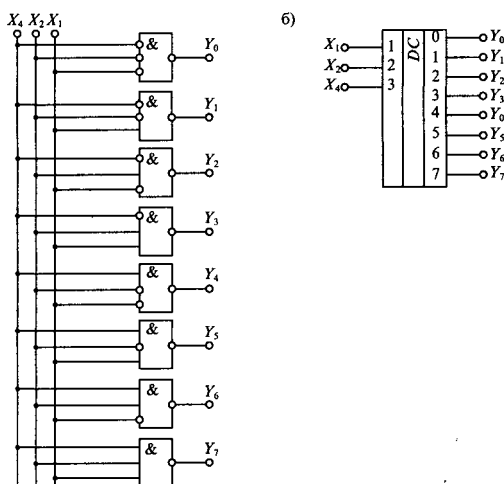 X₄ X₂ X₁
& Y₀
& Y₁
& Y₂
& Y₃
& Y₄
& Y₅
& Y₆
& Y₇
б)
X₁ 1 DC 0 Y₀
X₂ 2 1 Y₁
X₄ 3 2 Y₂
3 Y₃
4 Y₀
5 Y₅
6 Y₆
7 Y₇